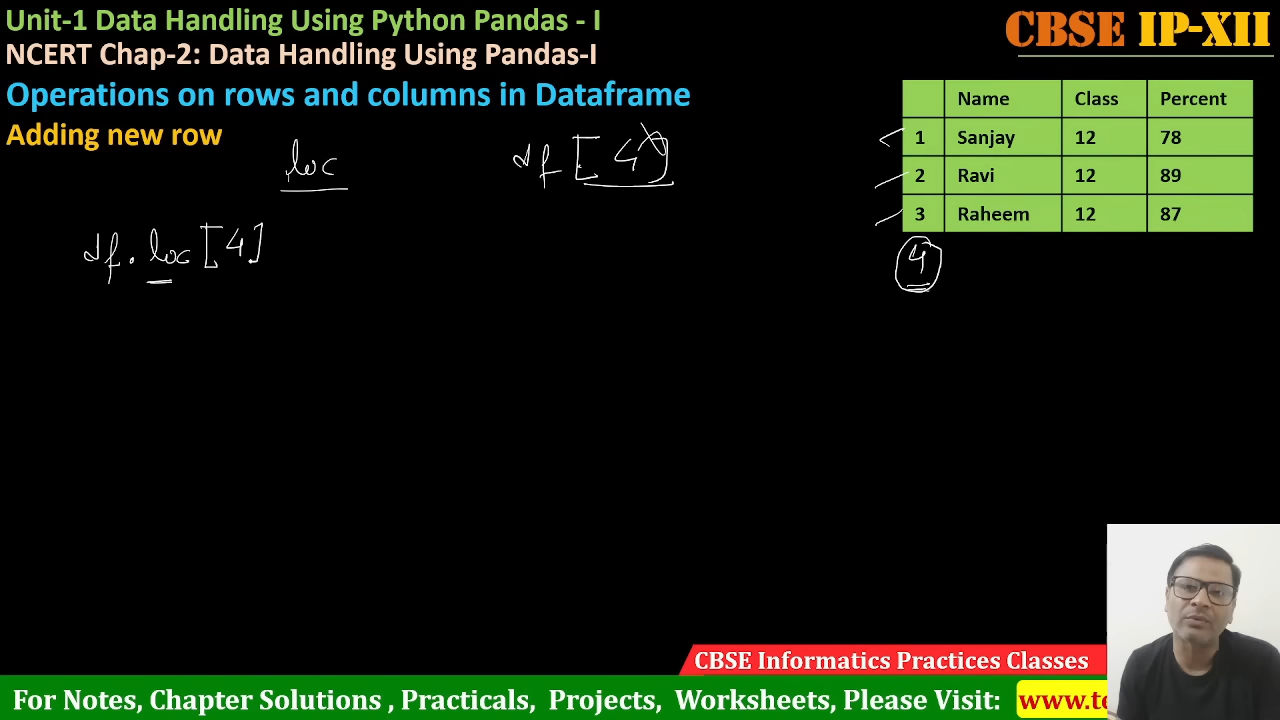 Unit-1 Data Handling Using Python Pandas - I
CBSE IP-XII
NCERT Chap-2: Data Handling Using Pandas-I
Operations on rows and columns in Dataframe
Adding new row
loc
df [ 4 ]
df.loc[4]
Name Class Percent
1 Sanjay 12 78
2 Ravi 12 89
3 Raheem 12 87
4
CBSE Informatics Practices Classes
For Notes, Chapter Solutions , Practicals, Projects, Worksheets, Please Visit: